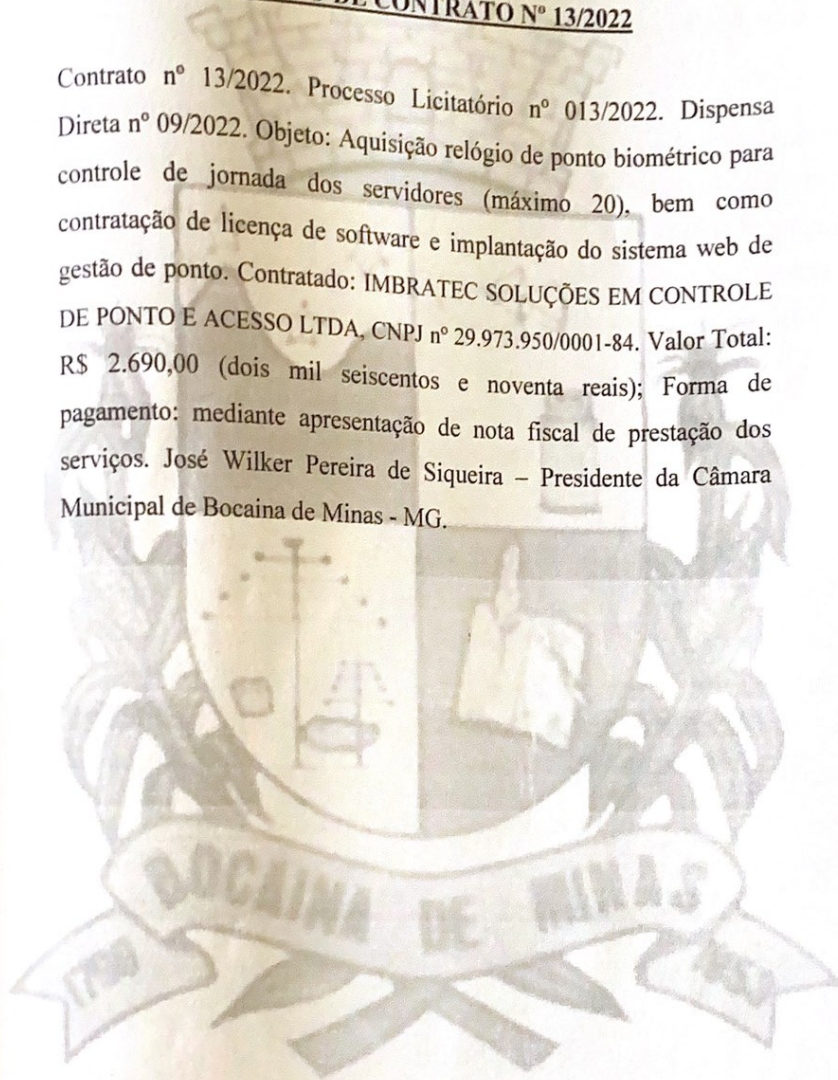 DE CONTRATO Nº 13/2022
Contrato nº 13/2022. Processo Licitatório nº 013/2022. Dispensa
Direta nº 09/2022. Objeto: Aquisição relógio de ponto biométrico para
controle de jornada dos servidores (máximo 20), bem como
contratação de licença de software e implantação do sistema web de
gestão de ponto. Contratado: IMBRATEC SOLUÇÕES EM CONTROLE
DE PONTO E ACESSO LTDA, CNPJ nº 29.973.950/0001-84. Valor Total:
R$ 2.690,00 (dois mil seiscentos e noventa reais); Forma de
pagamento: mediante apresentação de nota fiscal de prestação dos
serviços. José Wilker Pereira de Siqueira – Presidente da Câmara
Municipal de Bocaina de Minas - MG.
BOCAINA DE MINAS